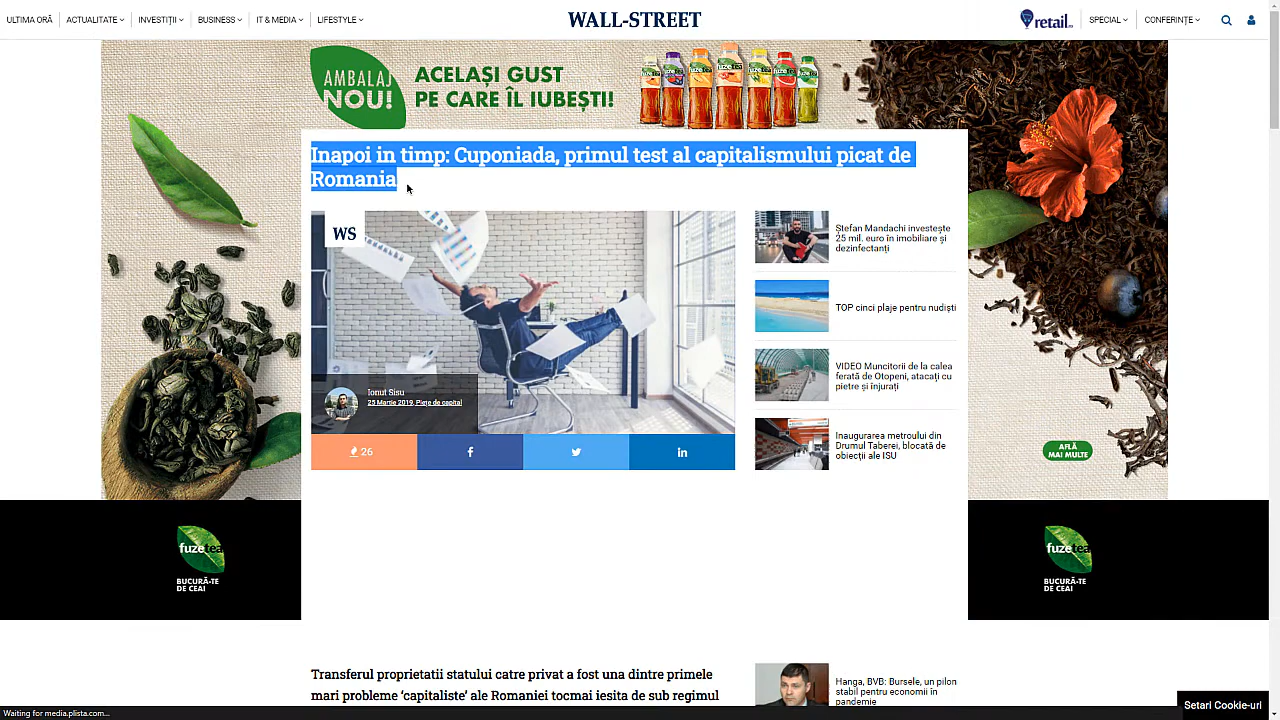 ULTIMA ORĂ
ACTUALITATE
INVESTIȚII
BUSINESS
IT & MEDIA
LIFESTYLE
WALL-STREET
retail
SPECIAL
CONFERINȚE
AMBALAJ
NOU!
ACELAȘI GUST
PE CARE ÎL IUBEȘTI!
Inapoi in timp: Cuponiada, primul test al capitalismului picat de
Romania
WS
Ionut Sisu
25 Martie 2019, Piețe de capital
26
Ștefan Mandachi investește
25 mil. euro în imobiliare și
dezinfectanți
TOP cinci plaje pentru nudiști
VIDEO Muncitorii de la calea
ferată de Otopeni, atacați cu
pietre și înjurați
Inaugurarea metroului din
Drumul Taberei, blocată de
obiecții ale ISU
AFLĂ
MAI MULTE
fuzetea
BUCURĂ-TE
DE CEAI
fuzetea
BUCURĂ-TE
DE CEAI
Transferul proprietatii statului catre privat a fost una dintre primele
mari probleme ‘capitaliste’ ale Romaniei tocmai iesita de sub regimul
Hanga, BVB: Bursele, un pilon
stabil pentru economii în
pandemie
Setari Cookie-uri
Waiting for media.plista.com...